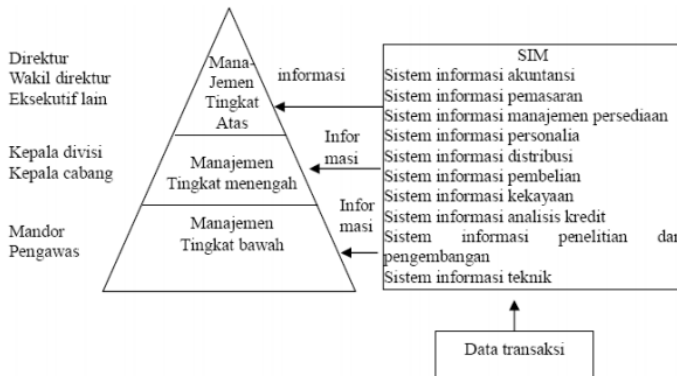 Direktur
Wakil direktur
Eksekutif lain
Mana-
Jemen
Tingkat
Atas
informasi
Kepala divisi
Kepala cabang
Manajemen
Tingkat menengah
Infor
masi
Mandor
Pengawas
Manajemen
Tingkat bawah
Infor
masi
SIM
Sistem informasi akuntansi
Sistem informasi pemasaran
Sistem informasi manajemen persediaan
Sistem informasi personalia
Sistem informasi distribusi
Sistem informasi pembelian
Sistem informasi kekayaan
Sistem informasi analisis kredit
Sistem informasi penelitian dan
pengembangan
Sistem informasi teknik
Data transaksi